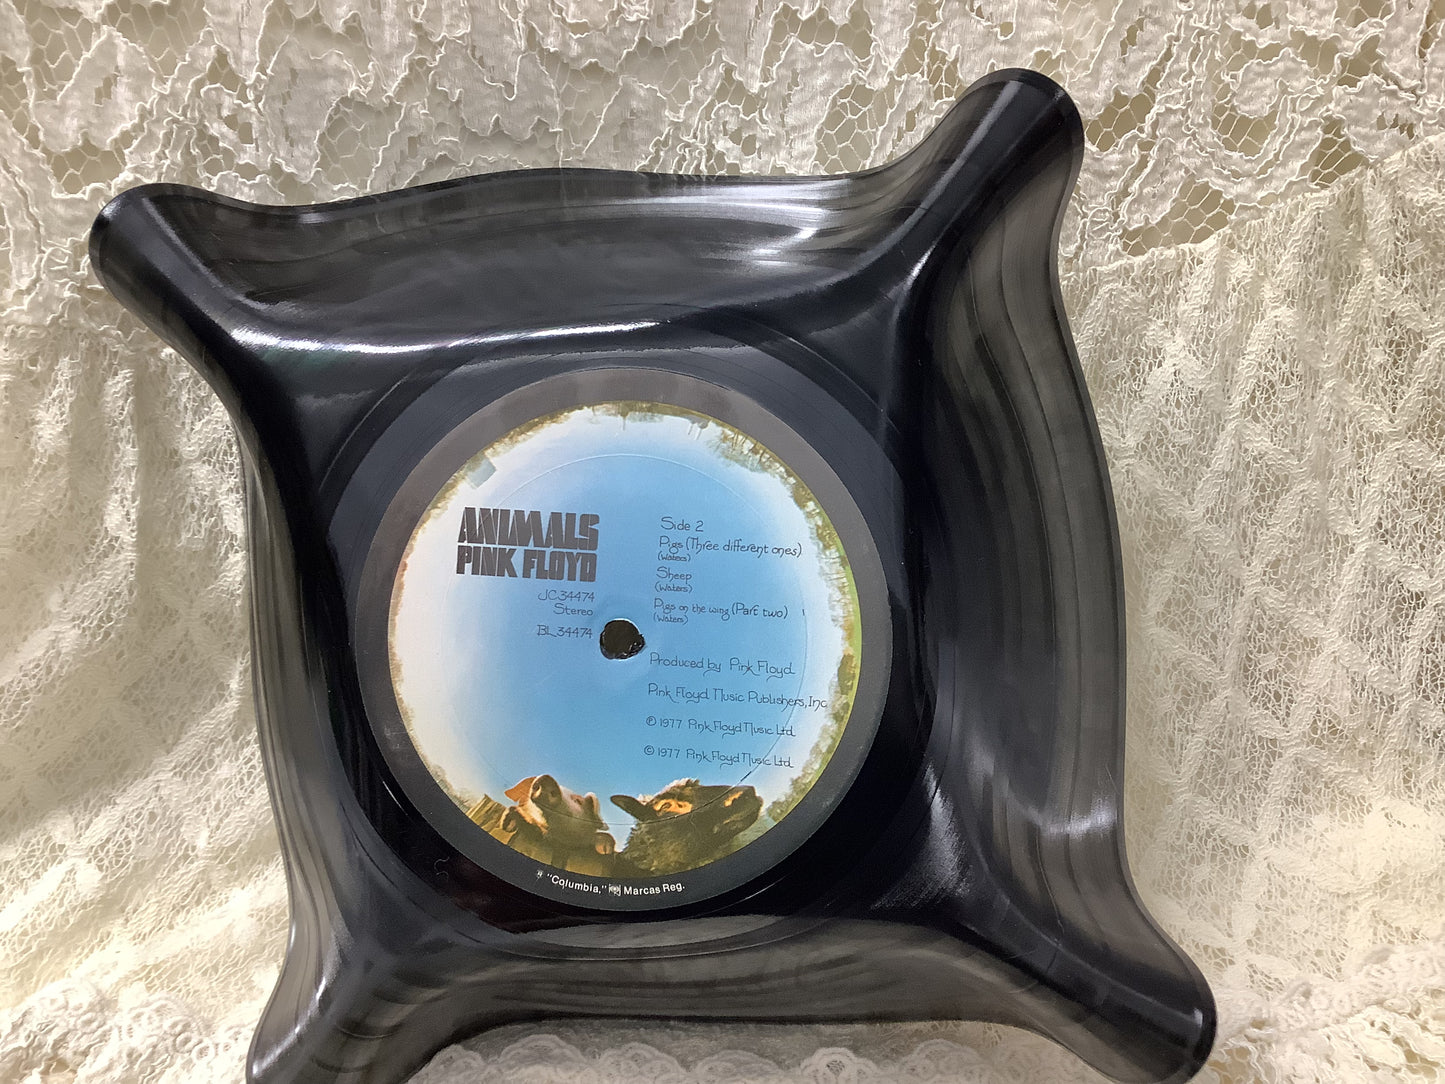 ANIMALS
PINK FLOYD
JC34474
Stereo
BL 34474
Side 2
Pigs (Three different ones)
(Waters)
Sheep
(Waters)
Pigs on the wing (Part two)
(Waters)
Produced by Pink Floyd
Pink Floyd Music Publishers, Inc.
℗ 1977 Pink Floyd Music Ltd.
© 1977 Pink Floyd Music Ltd.
"Columbia," Marcas Reg.